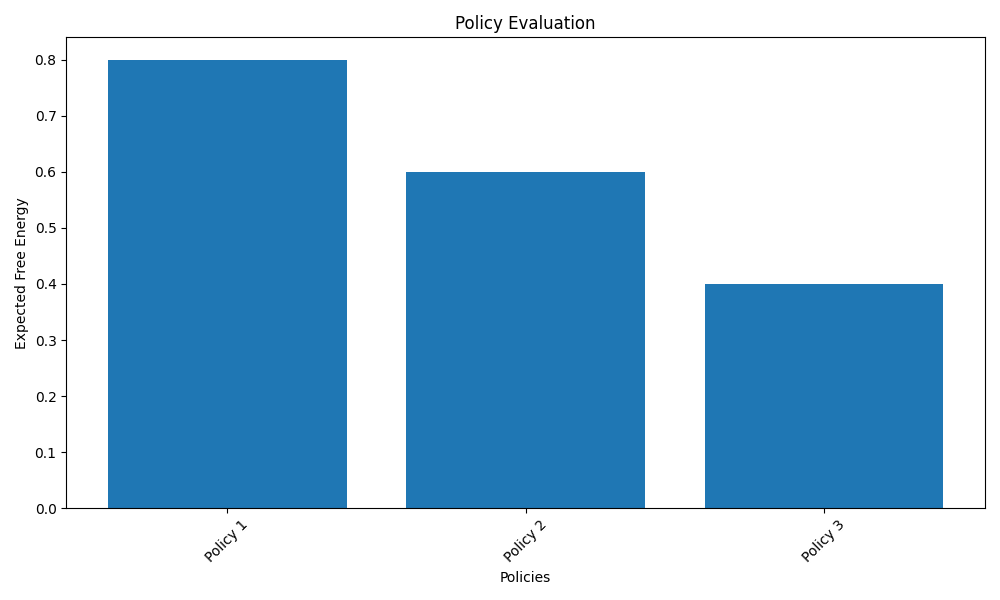 Policy Evaluation
Expected Free Energy
0.8
0.7
0.6
0.5
0.4
0.3
0.2
0.1
0.0
Policy 1
Policy 2
Policy 3
Policies